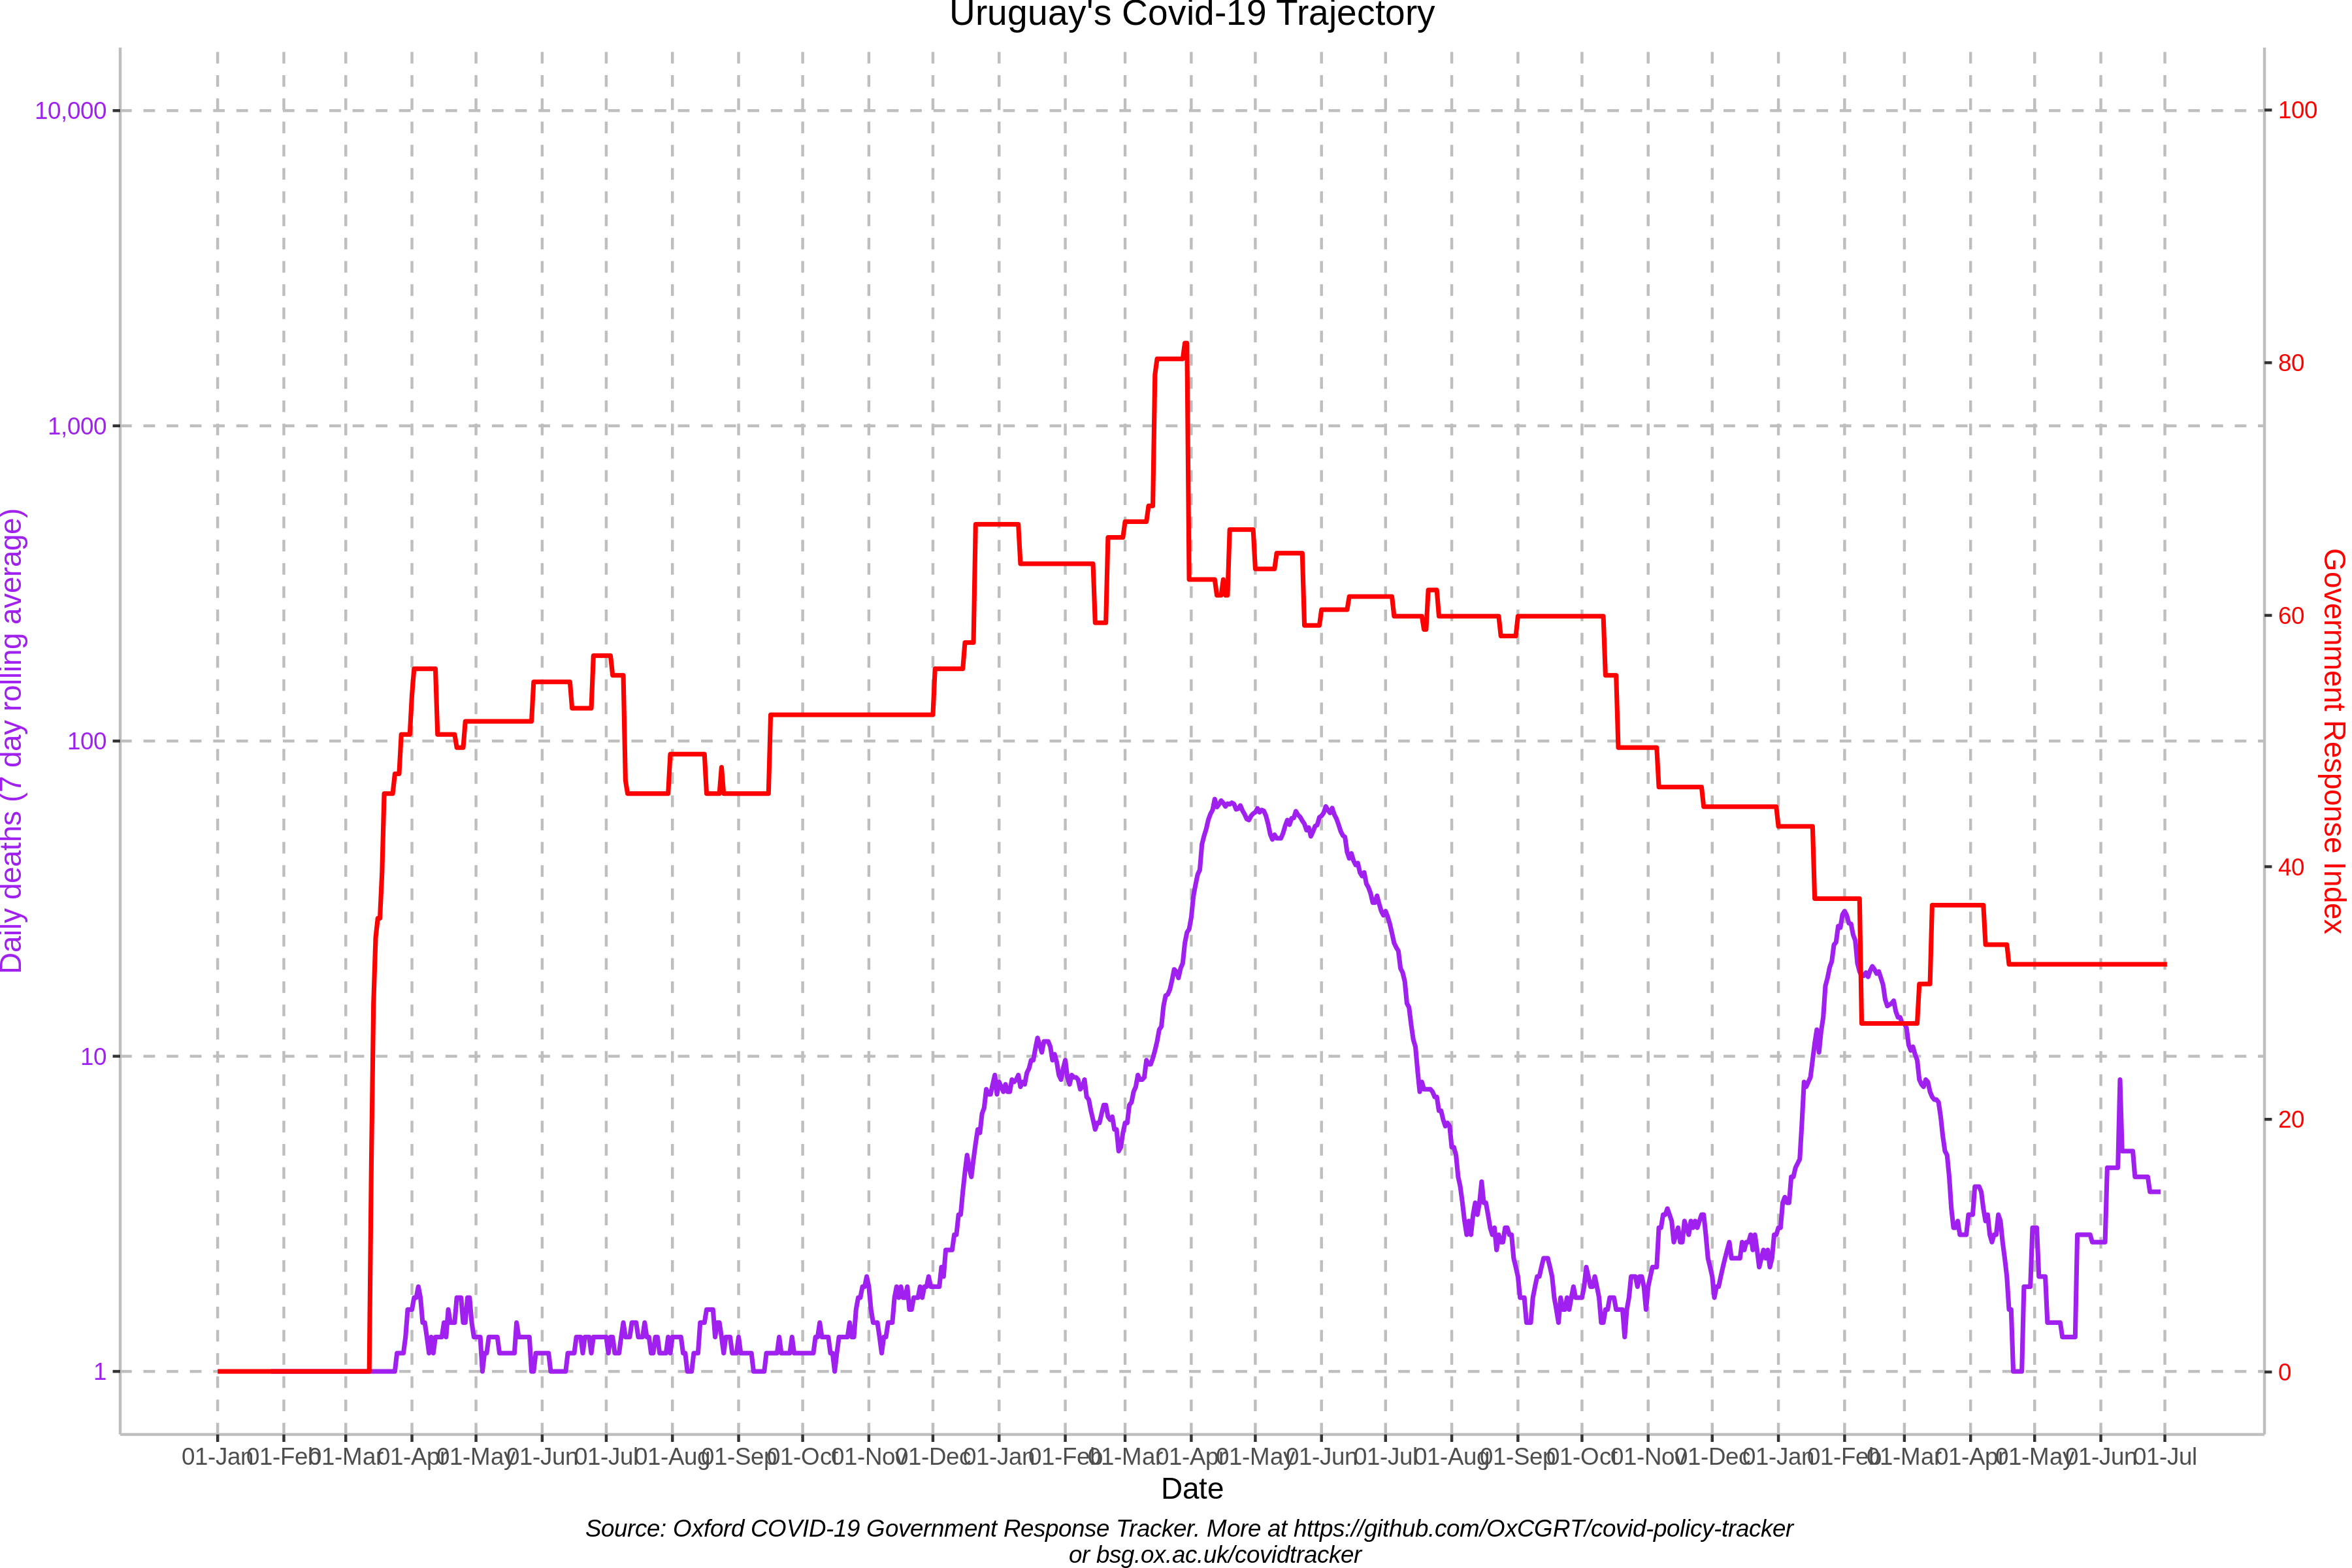 Uruguay's Covid-19 Trajectory
10,000
1,000
100
10
1
Daily deaths (7 day rolling average)
100
80
60
40
20
0
Government Response Index
01-Jan 01-Feb 01-Mar 01-Apr 01-May 01-Jun 01-Jul 01-Aug 01-Sep 01-Oct 01-Nov 01-Dec 01-Jan 01-Feb 01-Mar 01-Apr 01-May 01-Jun 01-Jul 01-Aug 01-Sep 01-Oct 01-Nov 01-Dec 01-Jan 01-Feb 01-Mar 01-Apr 01-May 01-Jun 01-Jul
Date
Source: Oxford COVID-19 Government Response Tracker. More at https://github.com/OxCGRT/covid-policy-tracker
or bsg.ox.ac.uk/covidtracker